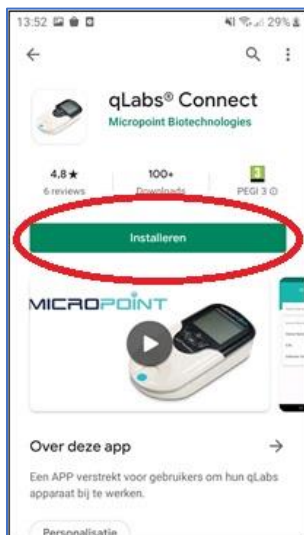 13:52 29%
qLabs® Connect
Micropoint Biotechnologies
4.8★ 100+ 3
6 reviews Downloads PEGI 3
Installeren
MICROPOINT
Over deze app
Een APP verstrekt voor gebruikers om hun qLabs
apparaat bij te werken.
Personalisatie